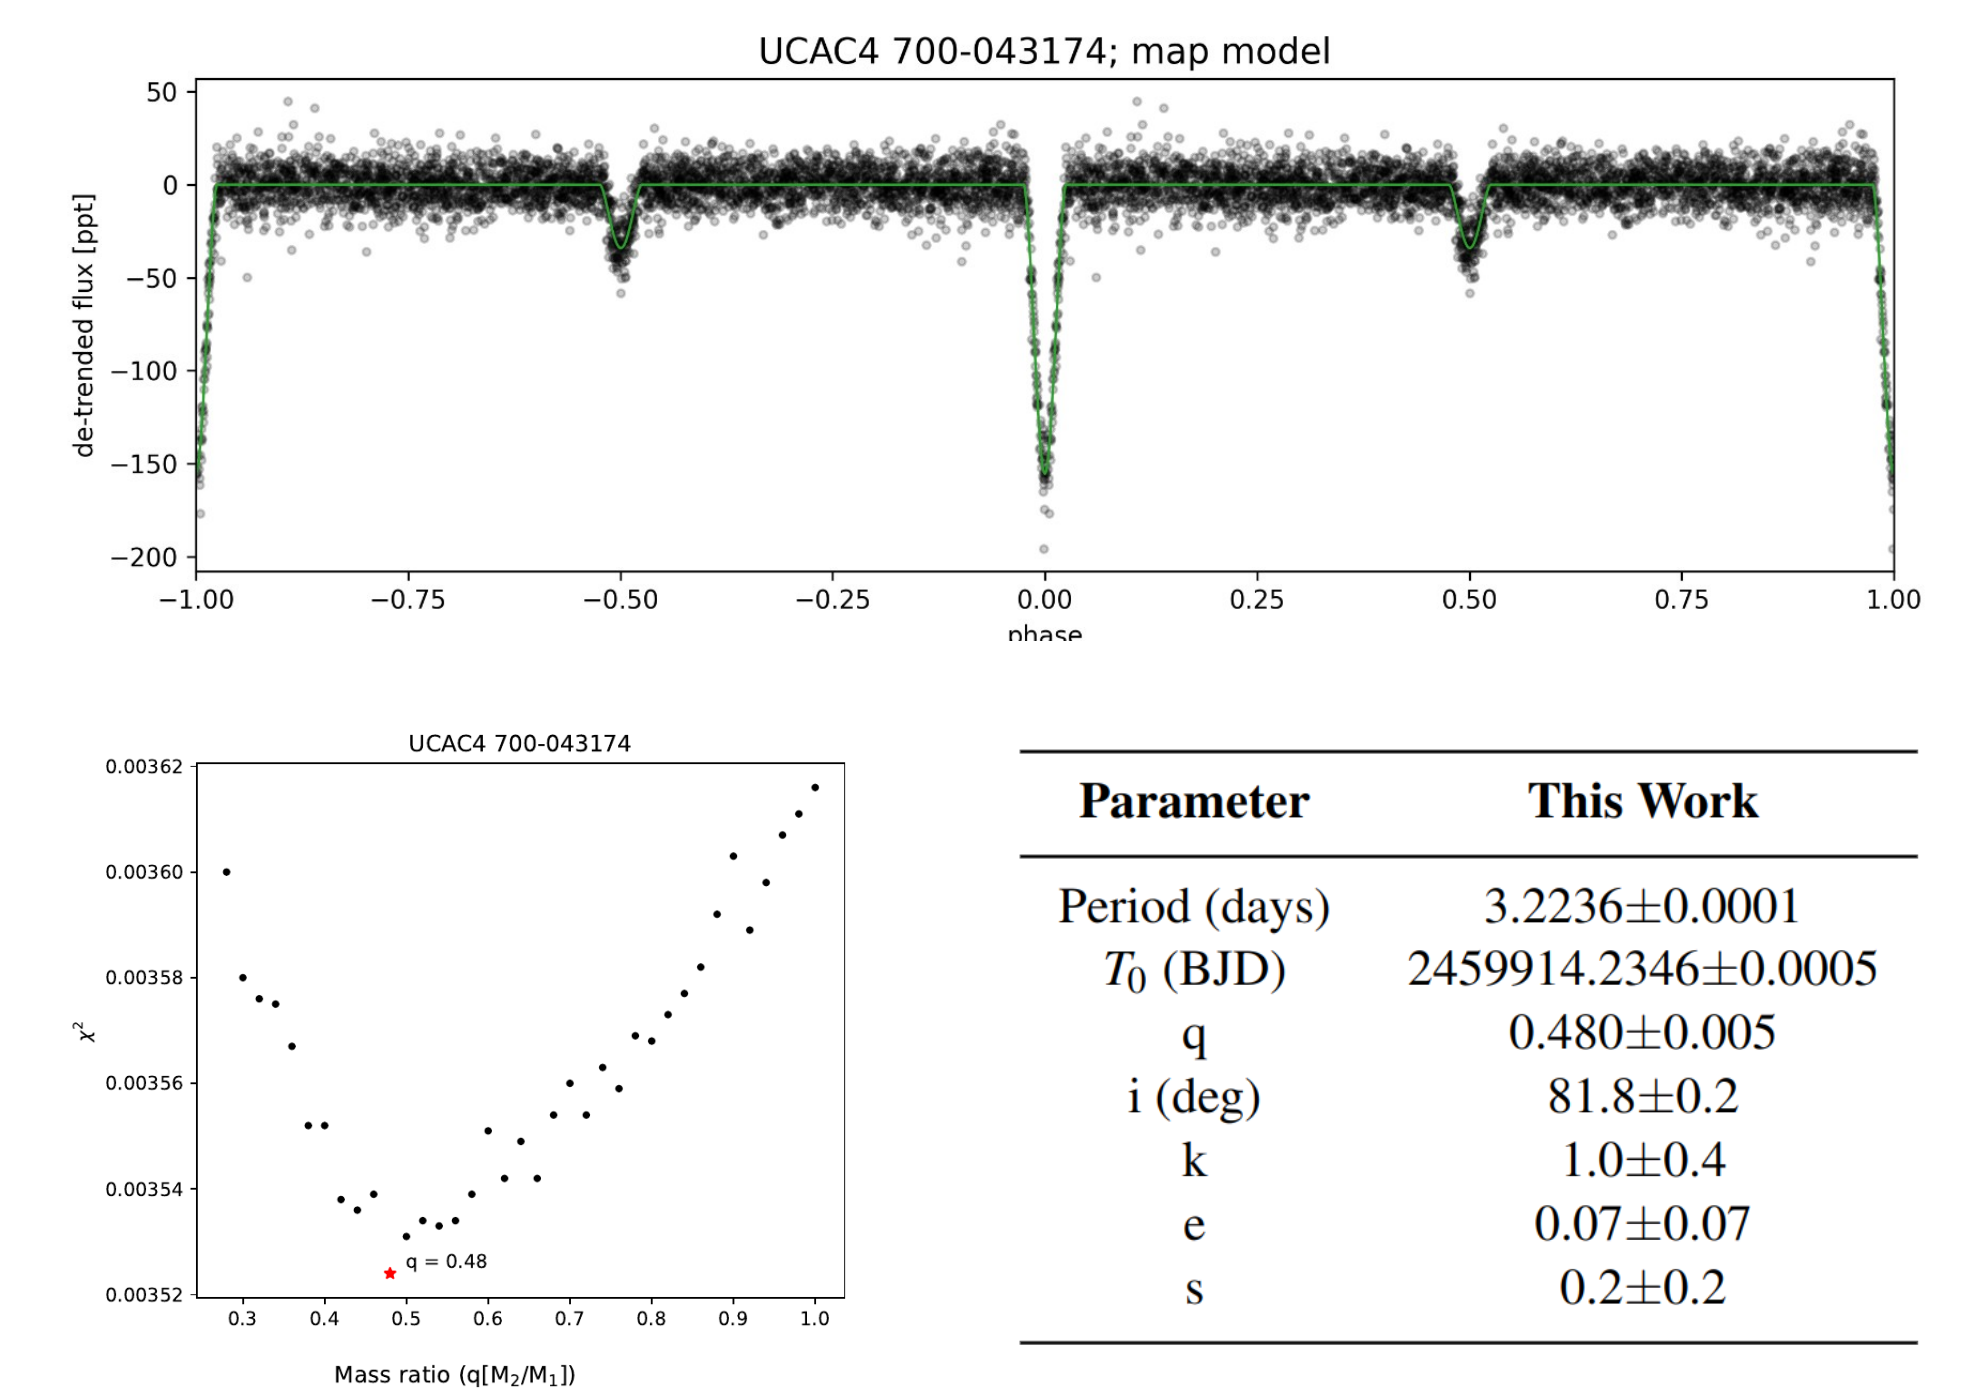 UCAC4 700-043174; map model
50
0
−50
−100
−150
−200
de-trended flux [ppt]
−1.00 −0.75 −0.50 −0.25 0.00 0.25 0.50 0.75 1.00
phase
UCAC4 700-043174
0.00362
0.00360
0.00358
0.00356
0.00354
0.00352
χ²
q = 0.48
0.3 0.4 0.5 0.6 0.7 0.8 0.9 1.0
Mass ratio (q[M₂/M₁])
Parameter This Work
Period (days) 3.2236±0.0001
T₀ (BJD) 2459914.2346±0.0005
q 0.480±0.005
i (deg) 81.8±0.2
k 1.0±0.4
e 0.07±0.07
s 0.2±0.2